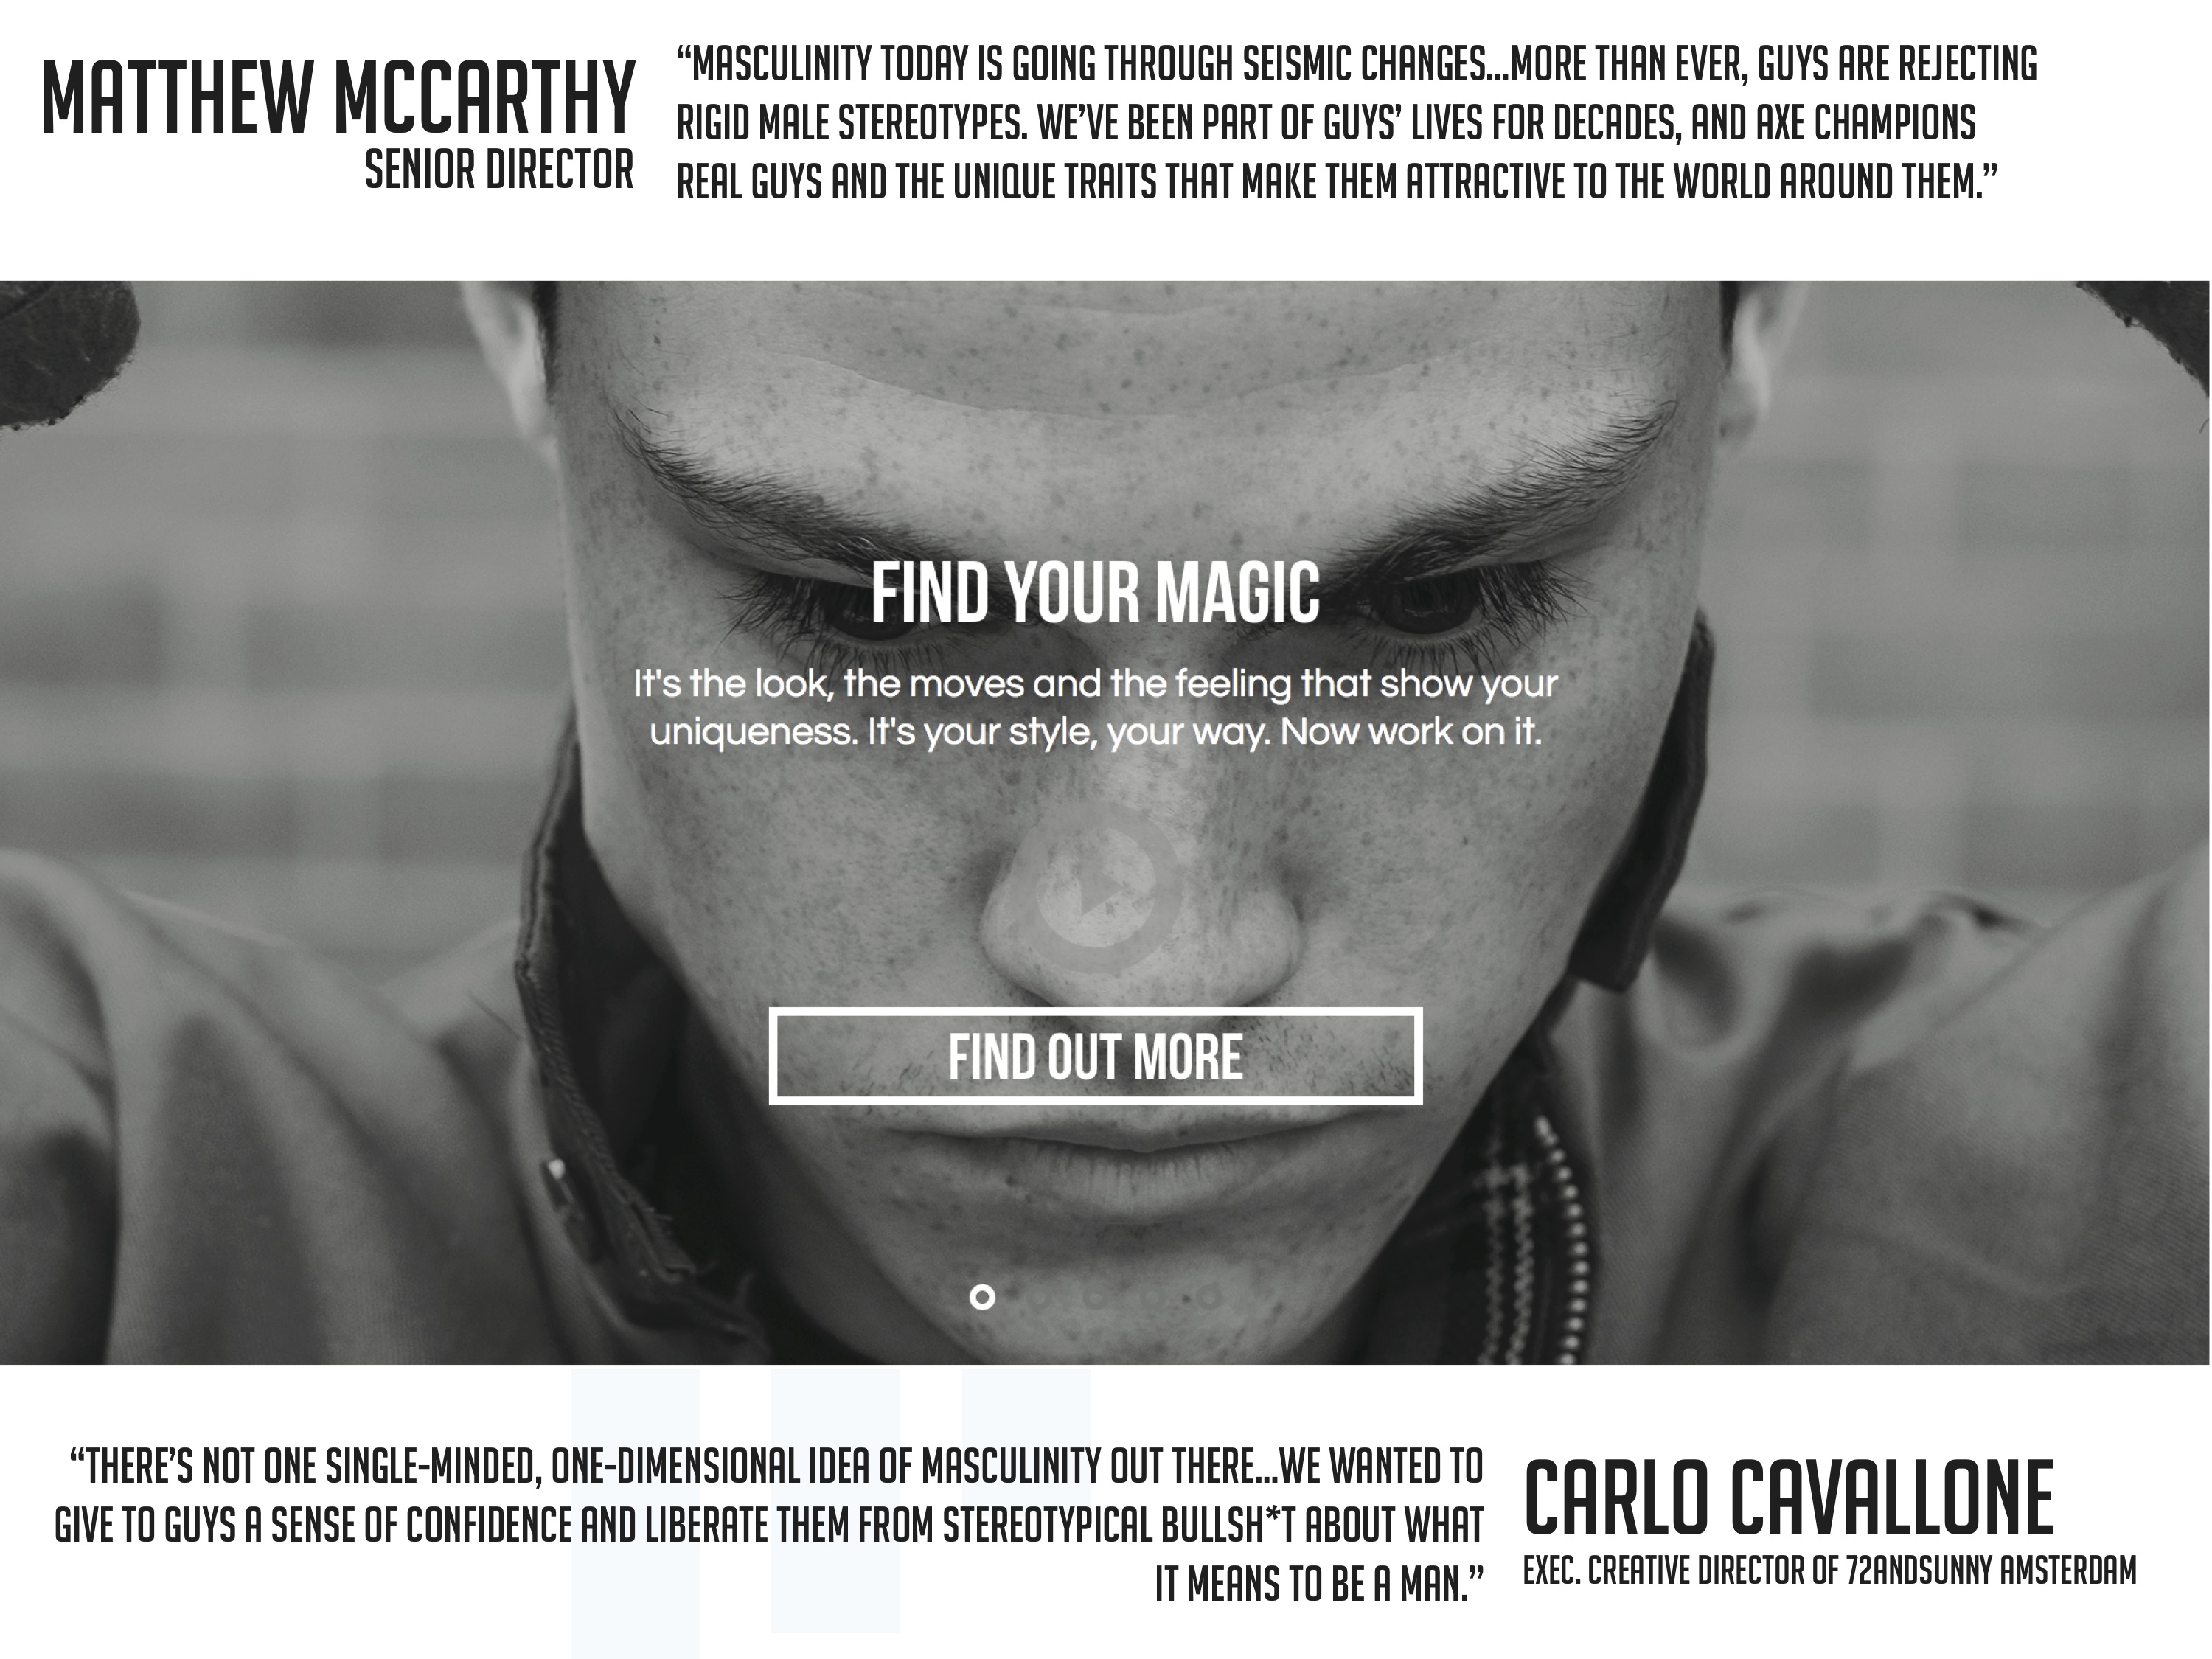 MATTHEW MCCARTHY
SENIOR DIRECTOR
“MASCULINITY TODAY IS GOING THROUGH SEISMIC CHANGES...MORE THAN EVER, GUYS ARE REJECTING
RIGID MALE STEREOTYPES. WE’VE BEEN PART OF GUYS’ LIVES FOR DECADES, AND AXE CHAMPIONS
REAL GUYS AND THE UNIQUE TRAITS THAT MAKE THEM ATTRACTIVE TO THE WORLD AROUND THEM.”
FIND YOUR MAGIC
It's the look, the moves and the feeling that show your
uniqueness. It's your style, your way. Now work on it.
FIND OUT MORE
“THERE’S NOT ONE SINGLE-MINDED, ONE-DIMENSIONAL IDEA OF MASCULINITY OUT THERE...WE WANTED TO
GIVE TO GUYS A SENSE OF CONFIDENCE AND LIBERATE THEM FROM STEREOTYPICAL BULLSH*T ABOUT WHAT
IT MEANS TO BE A MAN.”
CARLO CAVALLONE
EXEC. CREATIVE DIRECTOR OF 72ANDSUNNY AMSTERDAM